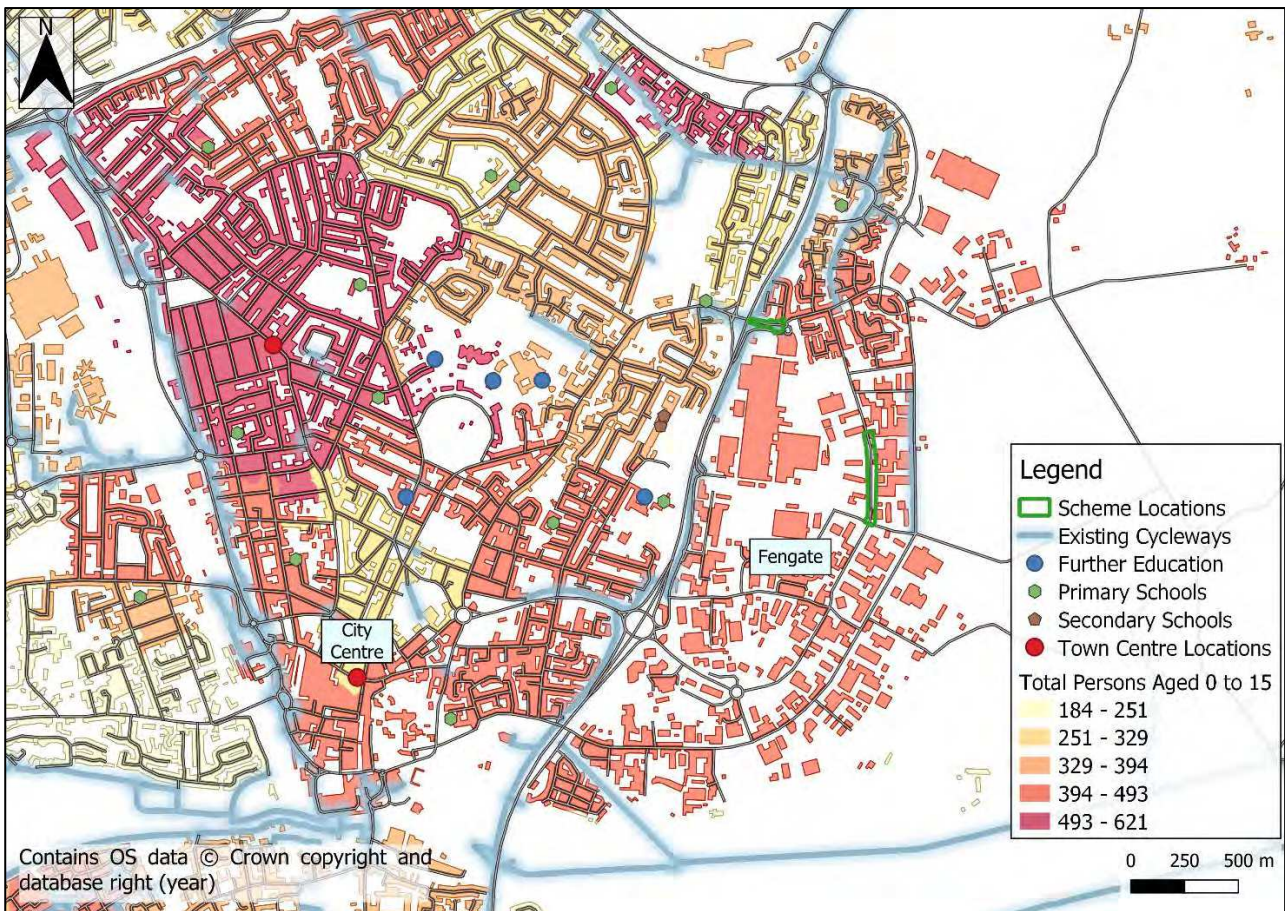 N
Fengate
City
Centre
Legend
Scheme Locations
Existing Cycleways
Further Education
Primary Schools
Secondary Schools
Town Centre Locations
Total Persons Aged 0 to 15
184 - 251
251 - 329
329 - 394
394 - 493
493 - 621
Contains OS data © Crown copyright and
database right (year)
0 250 500 m